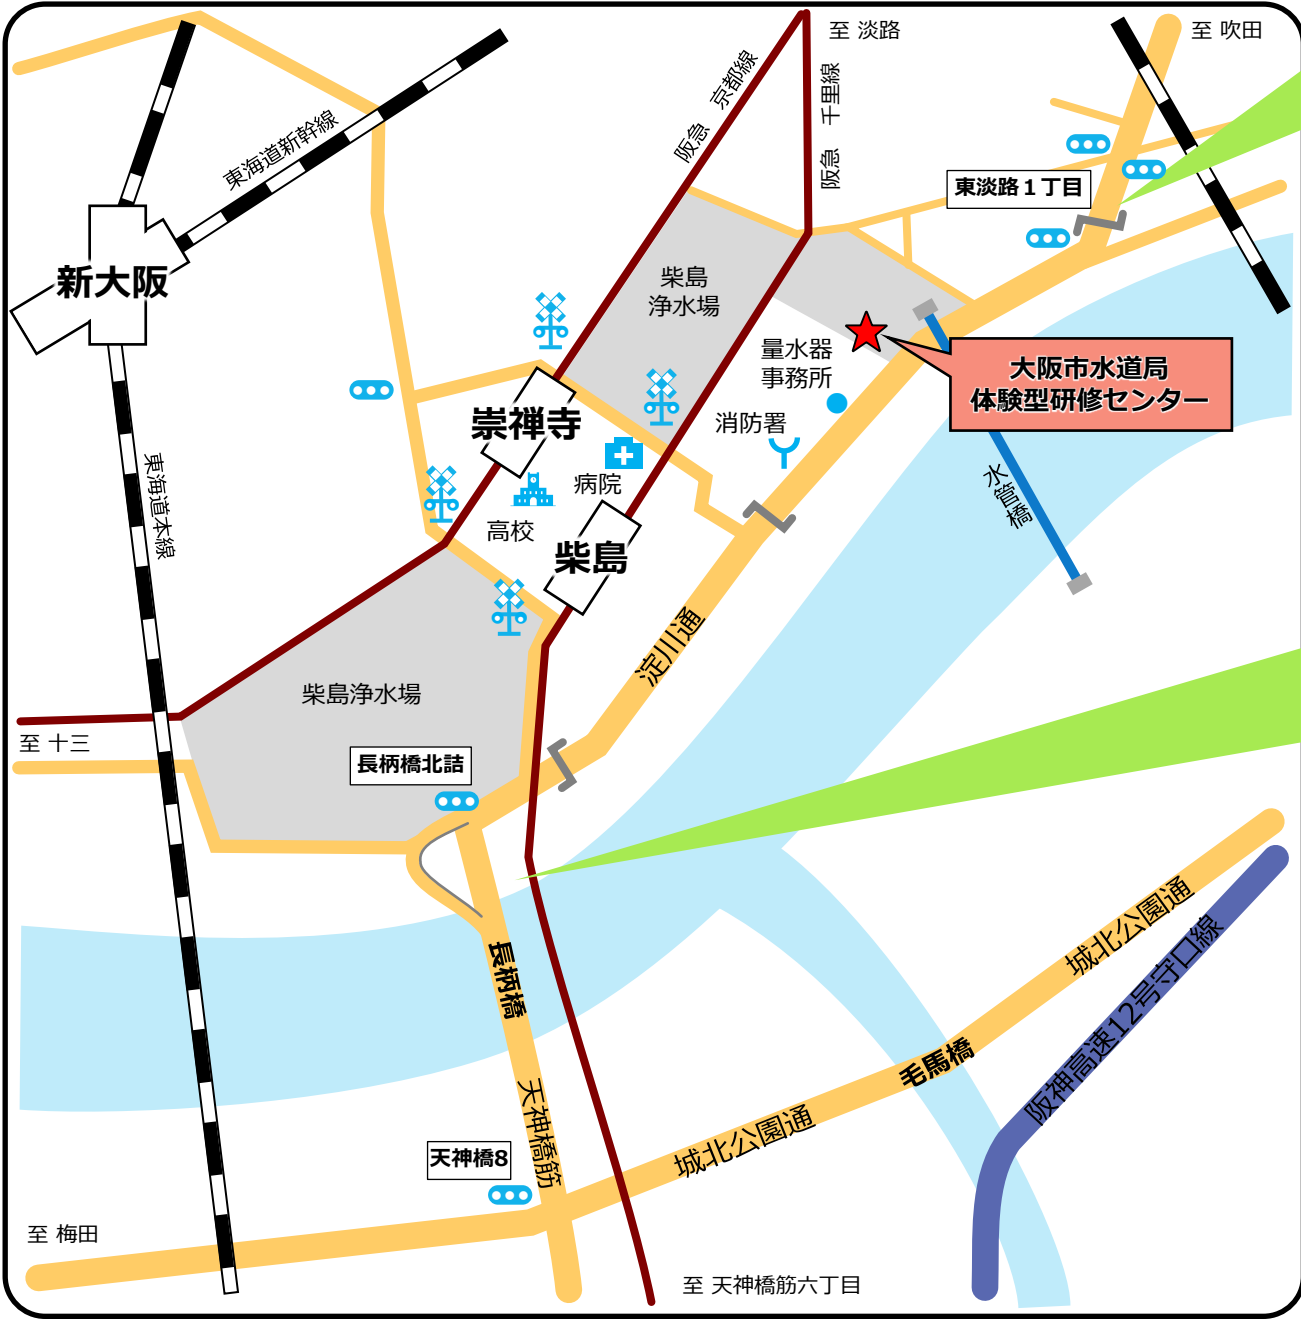 至 淡路
至 吹田
阪急 京都線
阪急 千里線
東海道新幹線
東淡路１丁目
新大阪
柴島
浄水場
量水器
事務所
大阪市水道局
体験型研修センター
崇禅寺
消防署
病院
水管橋
東海道本線
高校
柴島
淀川通
柴島浄水場
至 十三
長柄橋北詰
長柄橋
城北公園通
阪神高速12号守口線
毛馬橋
天神橋筋
城北公園通
天神橋8
至 梅田
至 天神橋筋六丁目